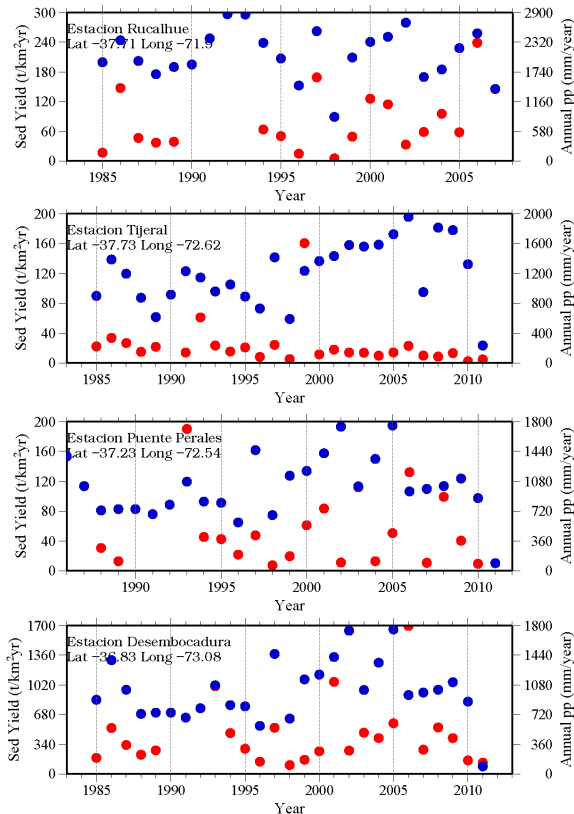 Estacion Rucalhue
Lat −37.71 Long −71.9
Sed Yield (t/km²yr)
300
240
180
120
60
0
2900
2320
1740
1160
580
0
Annual pp (mm/year)
1985 1990 1995 2000 2005
Year
Estacion Tijeral
Lat −37.73 Long −72.62
Sed Yield (t/km²yr)
200
160
120
80
40
0
2000
1600
1200
800
400
0
Annual pp (mm/year)
1985 1990 1995 2000 2005 2010
Year
Estacion Puente Perales
Lat −37.23 Long −72.54
Sed Yield (t/km²yr)
200
160
120
80
40
0
1800
1440
1080
720
360
0
Annual pp (mm/year)
1990 1995 2000 2005 2010
Year
Estacion Desembocadura
Lat −36.83 Long −73.08
Sed Yield (t/km²yr)
1700
1360
1020
680
340
0
1800
1440
1080
720
360
0
Annual pp (mm/year)
1985 1990 1995 2000 2005 2010
Year